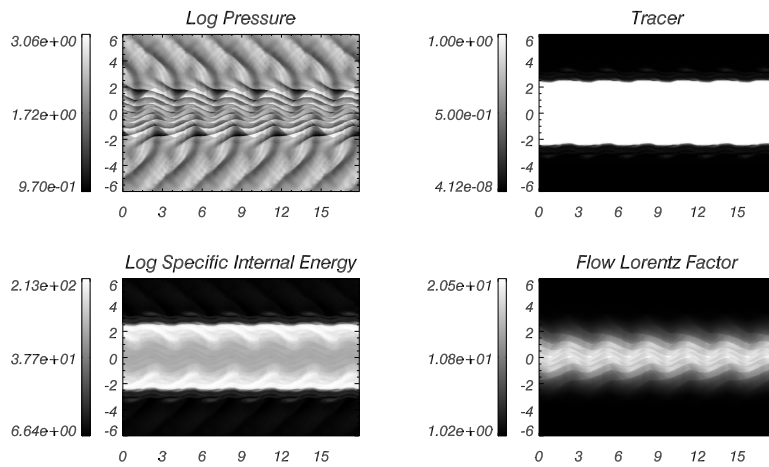 Log Pressure
3.06e+00
1.72e+00
9.70e-01
6
4
2
0
-2
-4
-6
0 3 6 9 12 15
Tracer
1.00e+00
5.00e-01
4.12e-08
6
4
2
0
-2
-4
-6
0 3 6 9 12 15
Log Specific Internal Energy
2.13e+02
3.77e+01
6.64e+00
6
4
2
0
-2
-4
-6
0 3 6 9 12 15
Flow Lorentz Factor
2.05e+01
1.08e+01
1.02e+00
6
4
2
0
-2
-4
-6
0 3 6 9 12 15